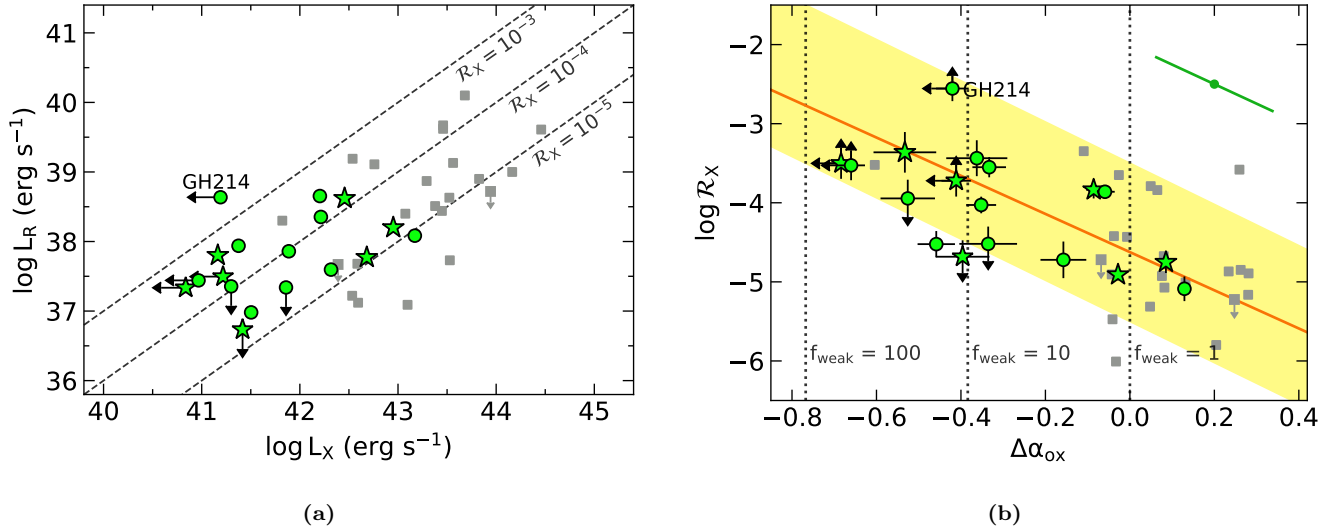 41
40
39
38
37
36
log L_R (erg s⁻¹)
GH214
ℛ_X = 10⁻³
ℛ_X = 10⁻⁴
ℛ_X = 10⁻⁵
40 41 42 43 44 45
log L_X (erg s⁻¹)
(a)
−2
−3
−4
−5
−6
log ℛ_X
GH214
f_weak = 100
f_weak = 10
f_weak = 1
−0.8 −0.6 −0.4 −0.2 0.0 0.2 0.4
Δα_ox
(b)